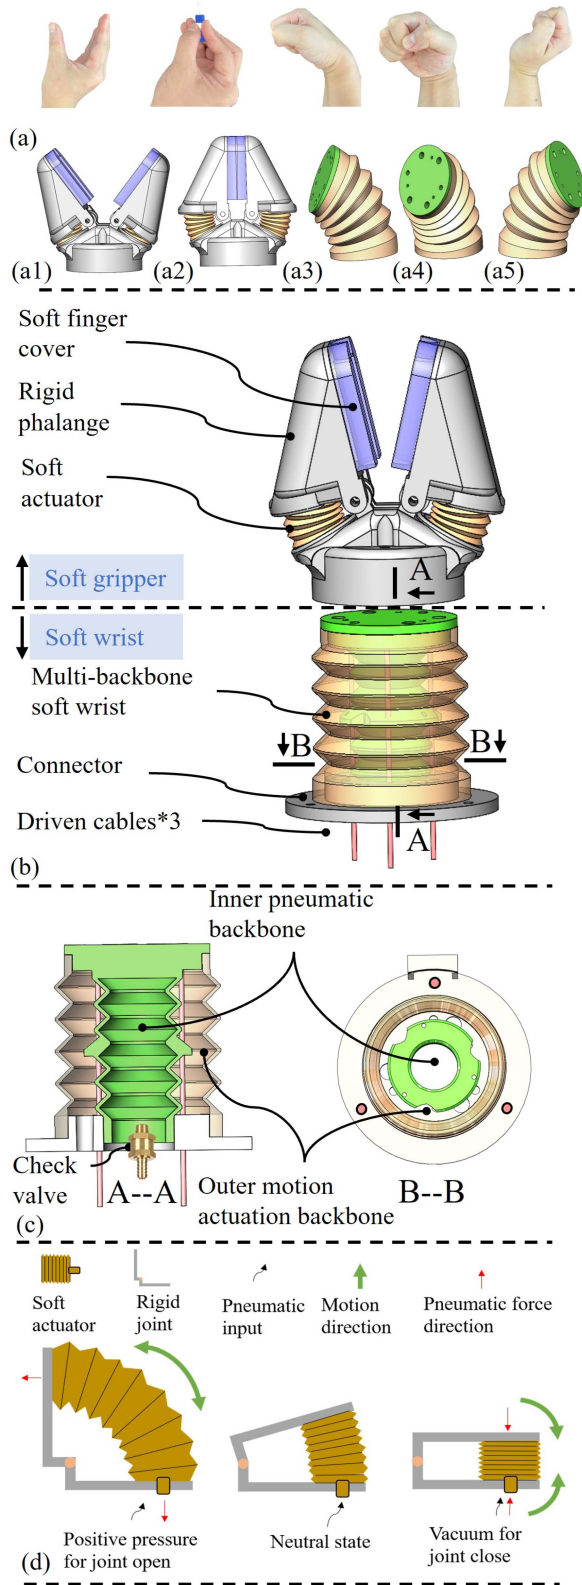 (a)
(a1) (a2) (a3) (a4) (a5)
Soft finger
cover
Rigid
phalange
Soft
actuator
A
Soft gripper
Soft wrist
Multi-backbone
soft wrist
B
B
Connector
Driven cables*3
A
(b)
Inner pneumatic
backbone
Check
valve
A--A
Outer motion
actuation backbone
B--B
(c)
Soft
actuator
Rigid
joint
Pneumatic
input
Motion
direction
Pneumatic force
direction
Positive pressure
for joint open
Neutral state
Vacuum for
joint close
(d)